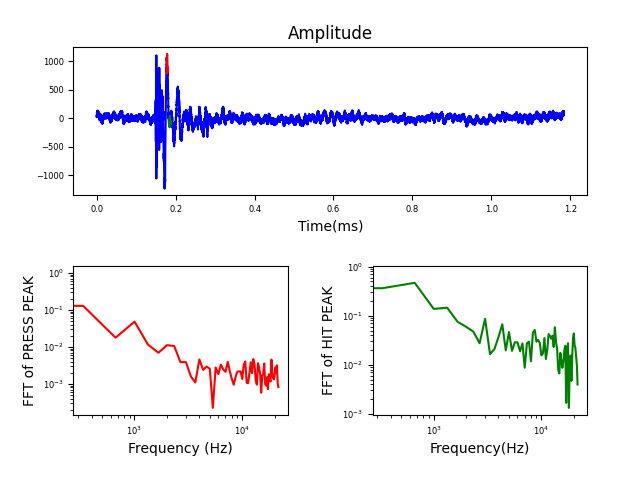 Amplitude
1000
500
0
−500
−1000
0.0 0.2 0.4 0.6 0.8 1.0 1.2
Time(ms)
FFT of PRESS PEAK
10⁰
10⁻¹
10⁻²
10⁻³
10³ 10⁴
Frequency (Hz)
FFT of HIT PEAK
10⁰
10⁻¹
10⁻²
10⁻³
10³ 10⁴
Frequency(Hz)